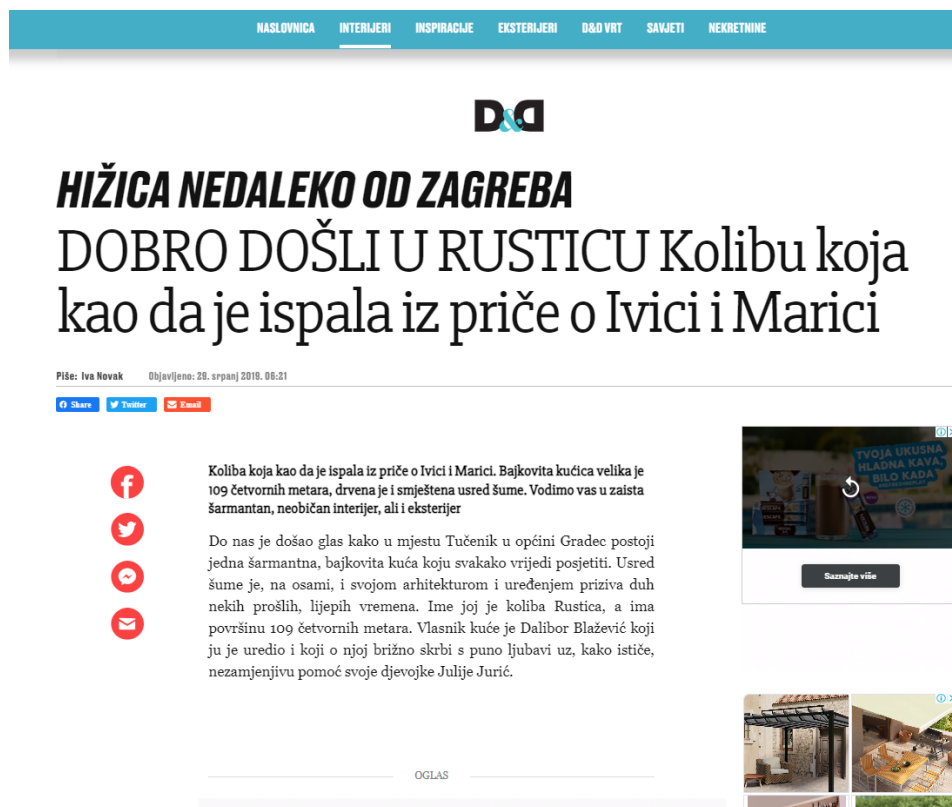 NASLOVNICA INTERIJERI INSPIRACIJE EKSTERIJERI D&D VRT SAVJETI NEKRETNINE
D&D
HIŽICA NEDALEKO OD ZAGREBA
DOBRO DOŠLI U RUSTICU Kolibu koja
kao da je ispala iz priče o Ivici i Marici
Piše: Iva Novak Objavljeno: 29. srpanj 2019. 06:21
Share Twitter Email
Koliba koja kao da je ispala iz priče o Ivici i Marici. Bajkovita kućica velika je
109 četvornih metara, drvena je i smještena usred šume. Vodimo vas u zaista
šarmantan, neobičan interijer, ali i eksterijer
Do nas je došao glas kako u mjestu Tučenik u općini Gradec postoji
jedna šarmantna, bajkovita kuća koju svakako vrijedi posjetiti. Usred
šume je, na osami, i svojom arhitekturom i uređenjem priziva duh
nekih prošlih, lijepih vremena. Ime joj je koliba Rustica, a ima
površinu 109 četvornih metara. Vlasnik kuće je Dalibor Blažević koji
ju je uredio i koji o njoj brižno skrbi s puno ljubavi uz, kako ističe,
nezamjenjivu pomoć svoje djevojke Julije Jurić.
TVOJA UKUSNA
HLADNA KAVA,
BILO KADA
Saznajte više
OGLAS